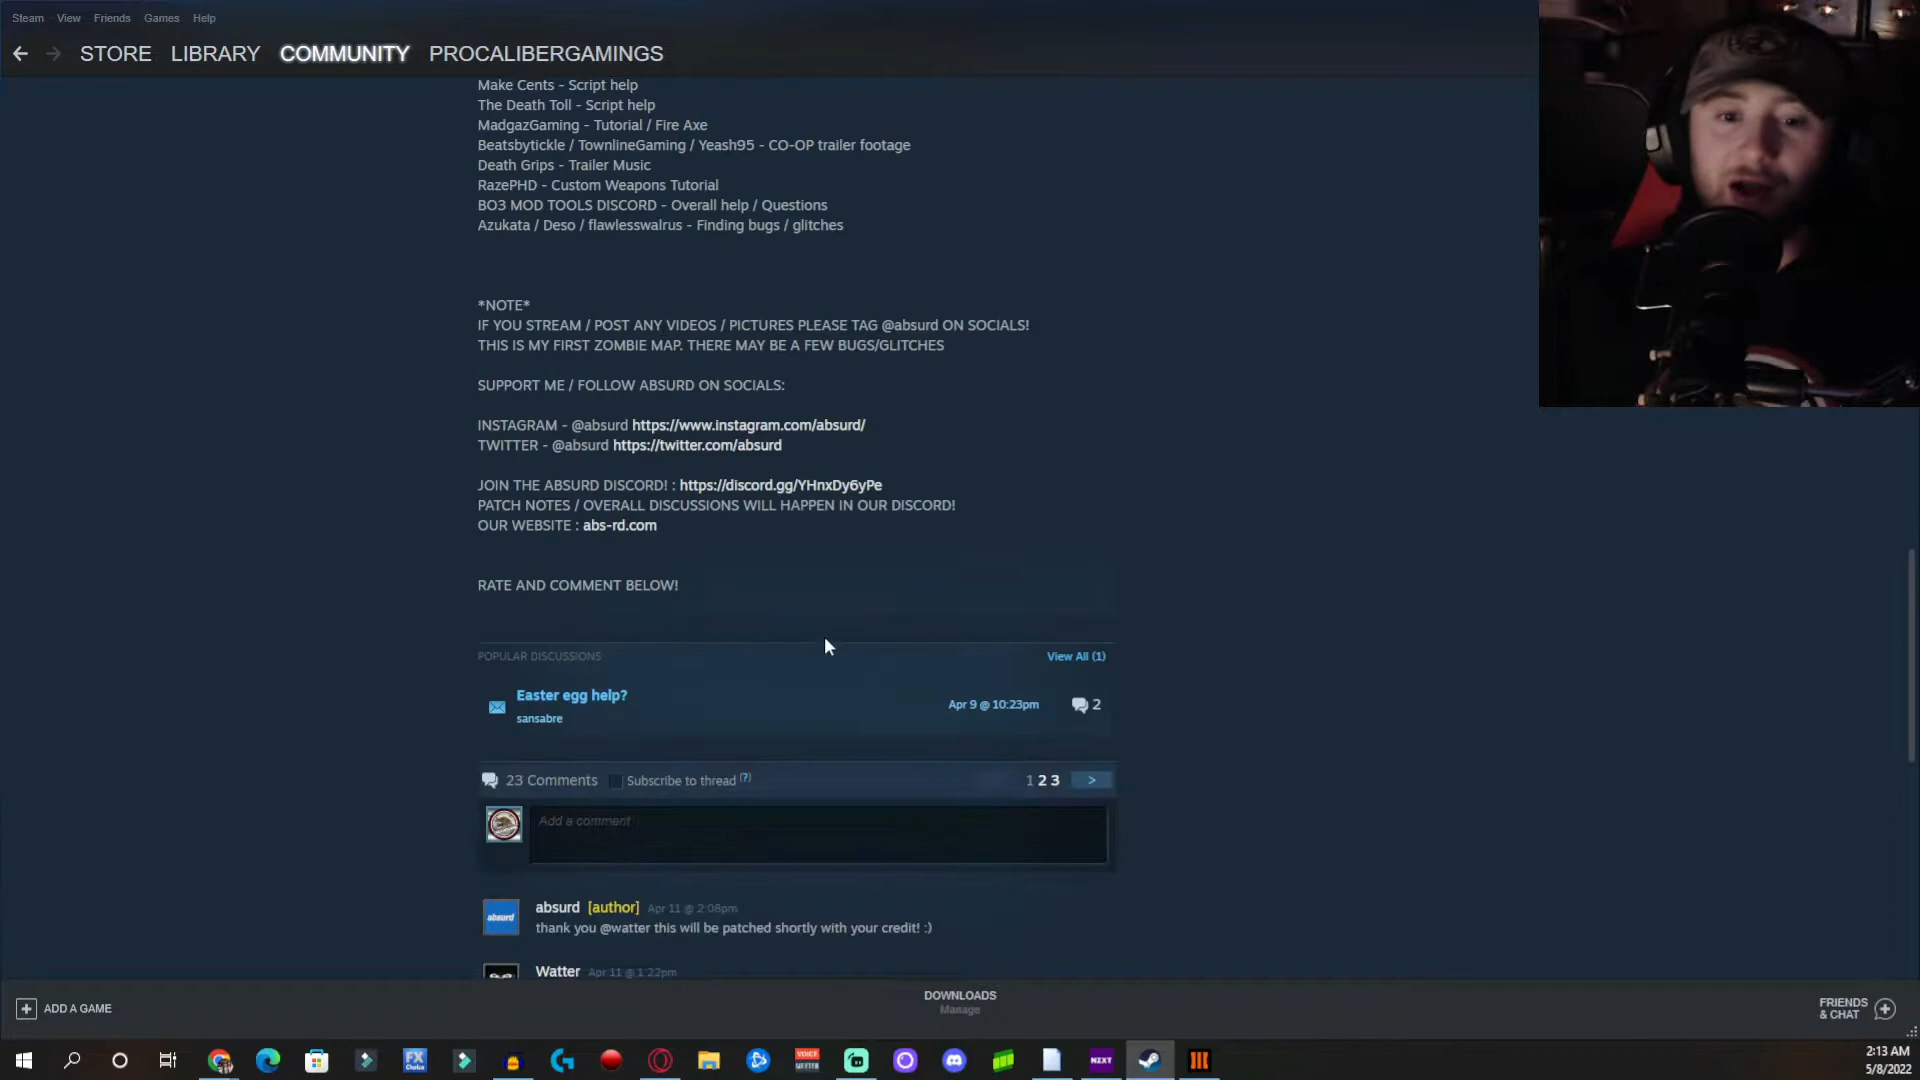 Steam View Friends Games Help
STORE LIBRARY COMMUNITY PROCALIBERGAMINGS
Make Cents - Script help
The Death Toll - Script help
MadgazGaming - Tutorial / Fire Axe
Beatsbytickle / TownlineGaming / Yeash95 - CO-OP trailer footage
Death Grips - Trailer Music
RazePHD - Custom Weapons Tutorial
BO3 MOD TOOLS DISCORD - Overall help / Questions
Azukata / Deso / flawlesswalrus - Finding bugs / glitches
*NOTE*
IF YOU STREAM / POST ANY VIDEOS / PICTURES PLEASE TAG @absurd ON SOCIALS!
THIS IS MY FIRST ZOMBIE MAP. THERE MAY BE A FEW BUGS/GLITCHES
SUPPORT ME / FOLLOW ABSURD ON SOCIALS:
INSTAGRAM - @absurd https://www.instagram.com/absurd/
TWITTER - @absurd https://twitter.com/absurd
JOIN THE ABSURD DISCORD! : https://discord.gg/YHnxDy6yPe
PATCH NOTES / OVERALL DISCUSSIONS WILL HAPPEN IN OUR DISCORD!
OUR WEBSITE : abs-rd.com
RATE AND COMMENT BELOW!
POPULAR DISCUSSIONS View All (1)
Easter egg help? Apr 9 @ 10:23pm 2
sansabre
23 Comments Subscribe to thread (?) 1 2 3 >
Add a comment
absurd [author] Apr 11 @ 2:08pm
absurd
thank you @watter this will be patched shortly with your credit! :)
Watter Apr 11 @ 1:22pm
ADD A GAME
DOWNLOADS
Manage
FRIENDS
& CHAT
FX
Choice
VOICE
MEETER
NZXT
2:13 AM
5/8/2022